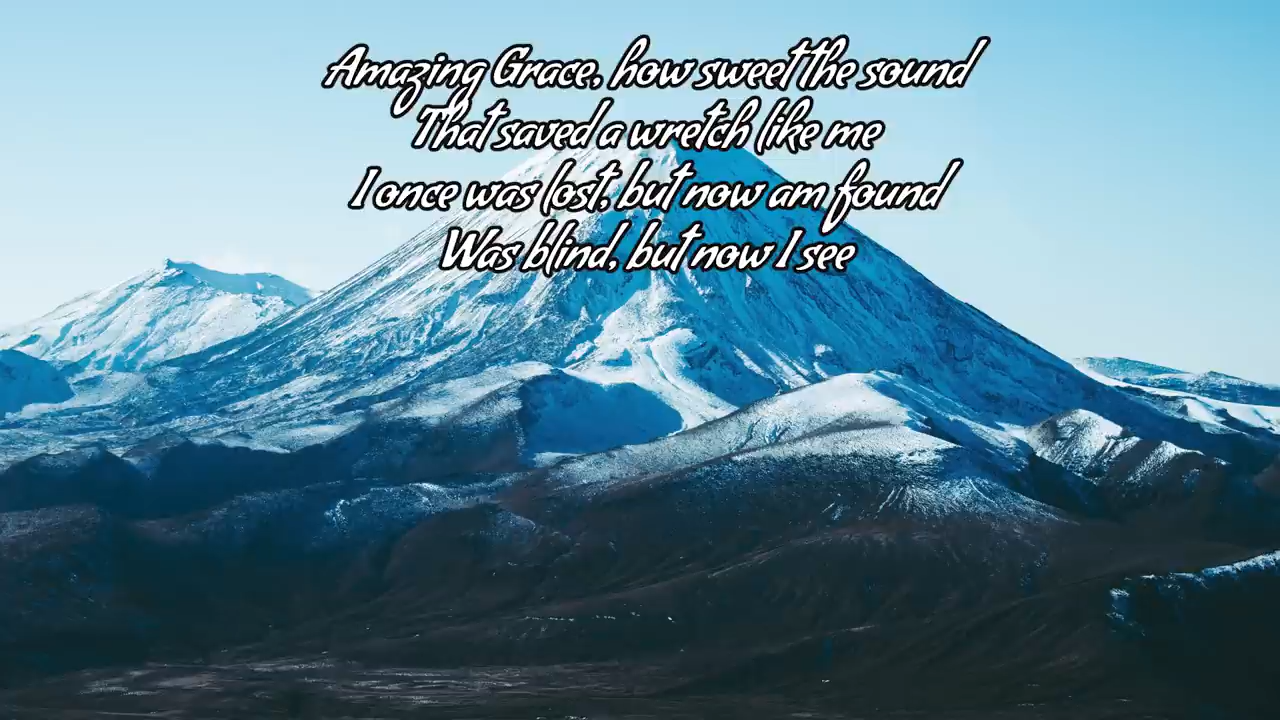 Amazing Grace, how sweet the sound
That saved a wretch like me
I once was lost, but now am found
Was blind, but now I see